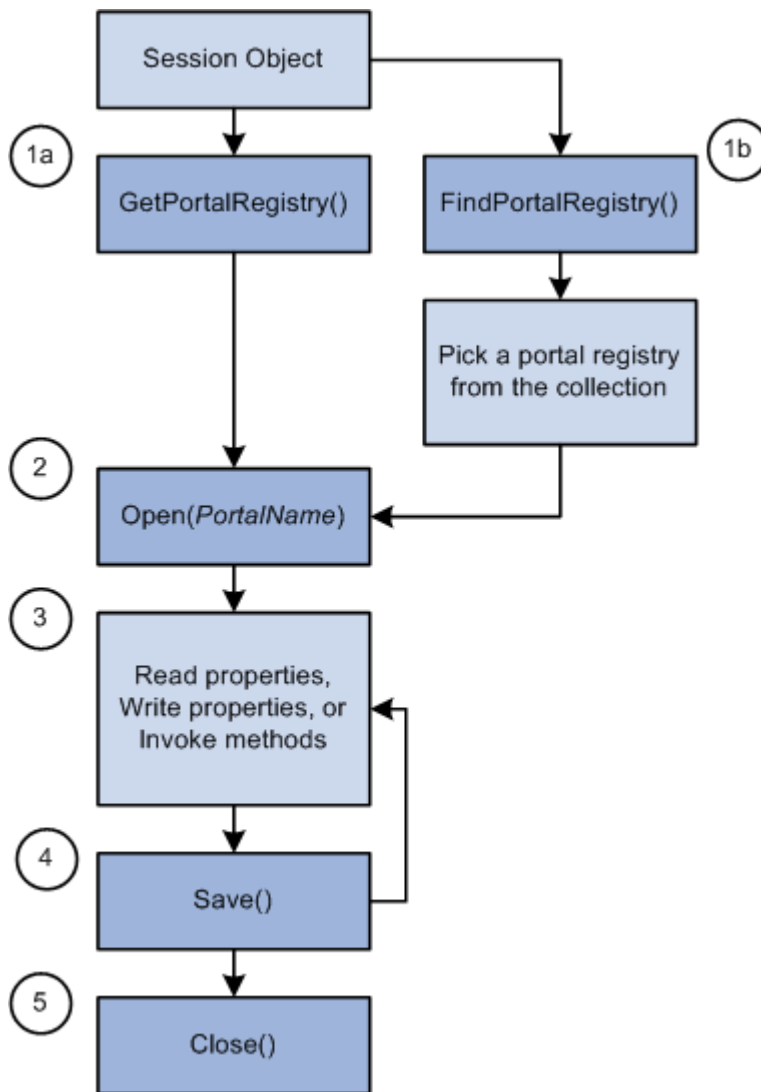 Session Object
1a
GetPortalRegistry()
FindPortalRegistry()
1b
Pick a portal registry
from the collection
2
Open(PortalName)
3
Read properties,
Write properties, or
Invoke methods
4
Save()
5
Close()